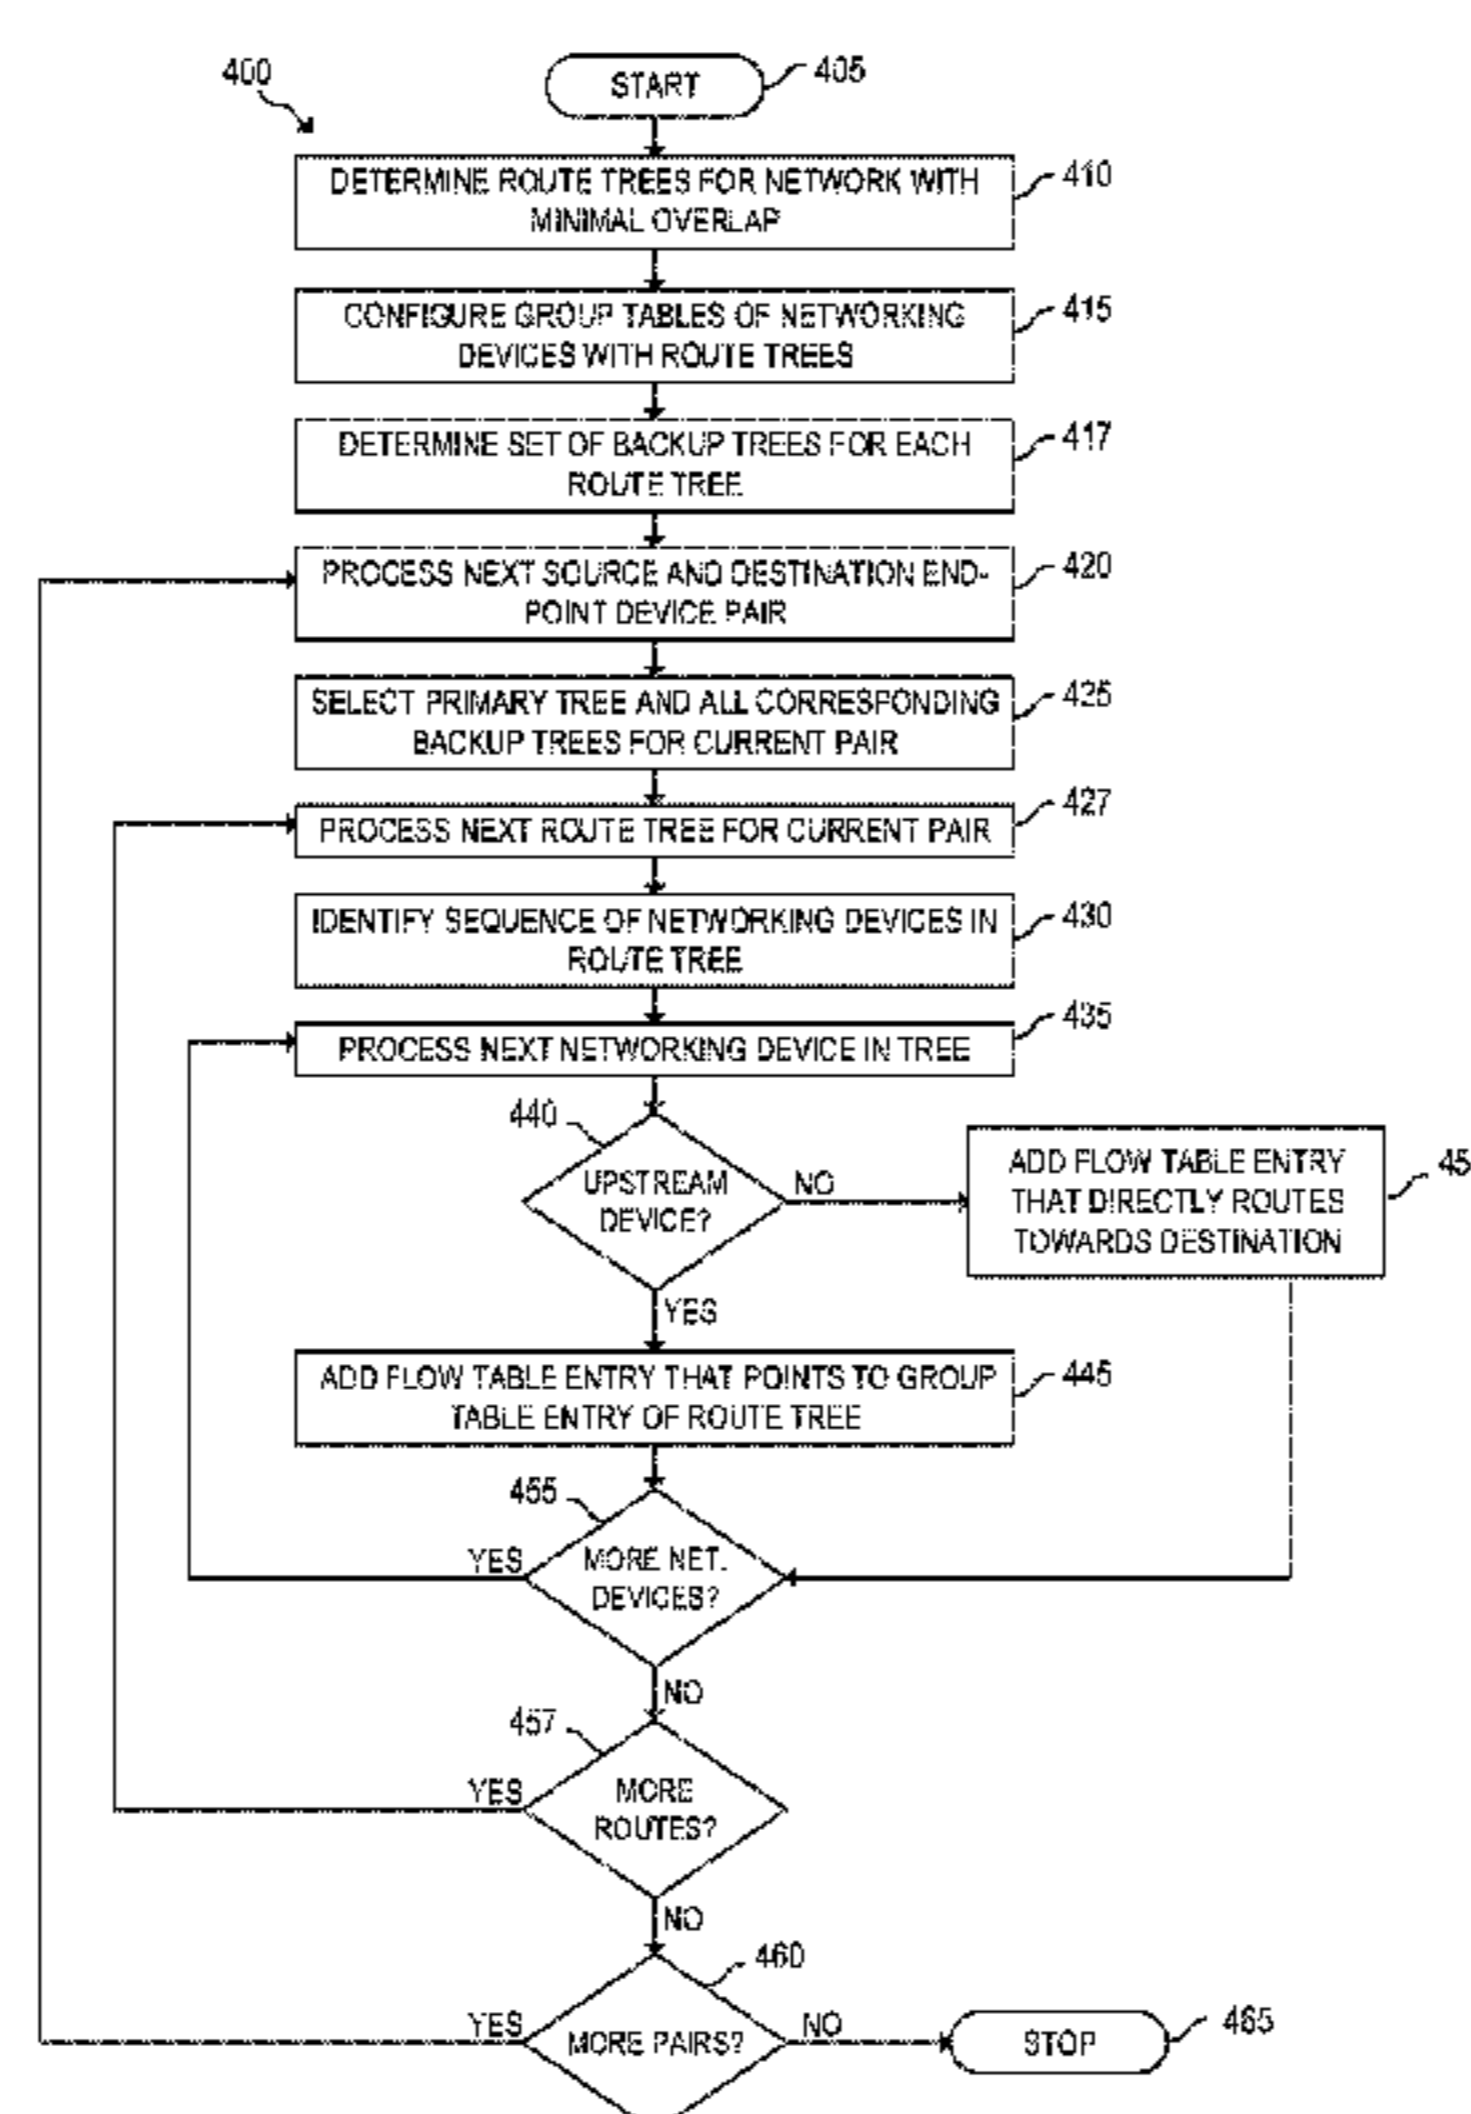 400
START
405
DETERMINE ROUTE TREES FOR NETWORK WITH
MINIMAL OVERLAP
410
CONFIGURE GROUP TABLES OF NETWORKING
DEVICES WITH ROUTE TREES
415
DETERMINE SET OF BACKUP TREES FOR EACH
ROUTE TREE
417
PROCESS NEXT SOURCE AND DESTINATION END-
POINT DEVICE PAIR
420
SELECT PRIMARY TREE AND ALL CORRESPONDING
BACKUP TREES FOR CURRENT PAIR
425
PROCESS NEXT ROUTE TREE FOR CURRENT PAIR
427
IDENTIFY SEQUENCE OF NETWORKING DEVICES IN
ROUTE TREE
430
PROCESS NEXT NETWORKING DEVICE IN TREE
435
440
UPSTREAM
DEVICE?
NO
ADD FLOW TABLE ENTRY
THAT DIRECTLY ROUTES
TOWARDS DESTINATION
45
YES
ADD FLOW TABLE ENTRY THAT POINTS TO GROUP
TABLE ENTRY OF ROUTE TREE
445
455
YES
MORE NET.
DEVICES?
NO
457
YES
MORE
ROUTES?
NO
460
YES
MORE PAIRS?
NO
STOP
465